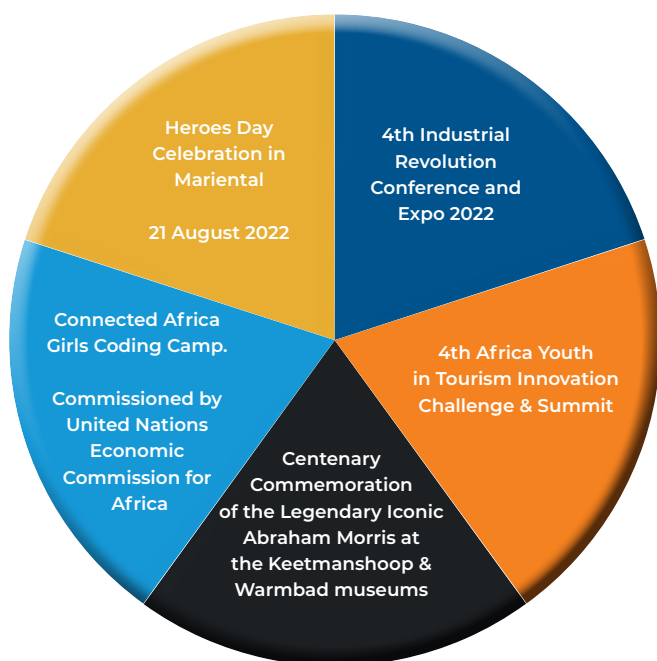 Heroes Day
Celebration in
Mariental
21 August 2022
4th Industrial
Revolution
Conference and
Expo 2022
Connected Africa
Girls Coding Camp.
Commissioned by
United Nations
Economic
Commission for
Africa
4th Africa Youth
in Tourism Innovation
Challenge & Summit
Centenary
Commemoration
of the Legendary Iconic
Abraham Morris at
the Keetmanshoop &
Warmbad museums